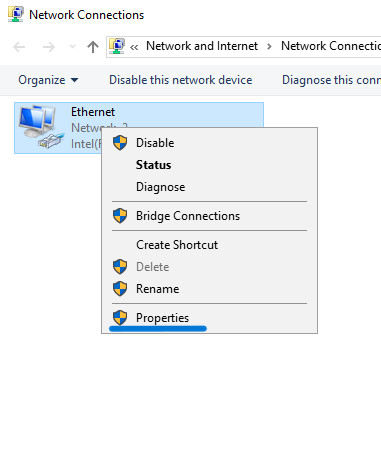 Network Connections
« Network and Internet › Network Connectio
Organize Disable this network device Diagnose this conn
Ethernet
Network 2
Intel(
Disable
Status
Diagnose
Bridge Connections
Create Shortcut
Delete
Rename
Properties